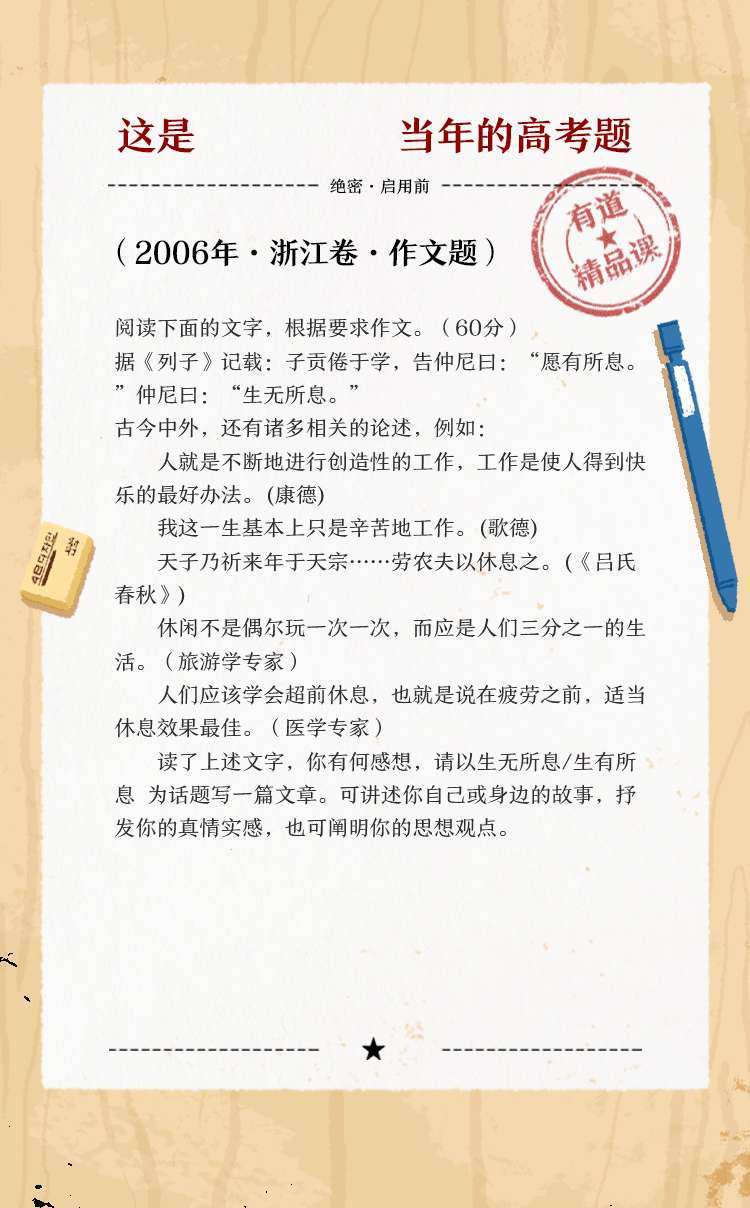 这是 当年的高考题
绝密·启用前
有道
精品课
(2006年·浙江卷·作文题)
阅读下面的文字，根据要求作文。(60分)
据《列子》记载：子贡倦于学，告仲尼曰：“愿有所息。
”仲尼曰：“生无所息。”
古今中外，还有诸多相关的论述，例如：
人就是不断地进行创造性的工作，工作是使人得到快
乐的最好办法。(康德)
我这一生基本上只是辛苦地工作。(歌德)
天子乃祈来年于天宗……劳农夫以休息之。(《吕氏
春秋》)
休闲不是偶尔玩一次一次，而应是人们三分之一的生
活。(旅游学专家)
人们应该学会超前休息，也就是说在疲劳之前，适当
休息效果最佳。(医学专家)
读了上述文字，你有何感想，请以生无所息/生有所
息 为话题写一篇文章。可讲述你自己或身边的故事，抒
发你的真情实感，也可阐明你的思想观点。